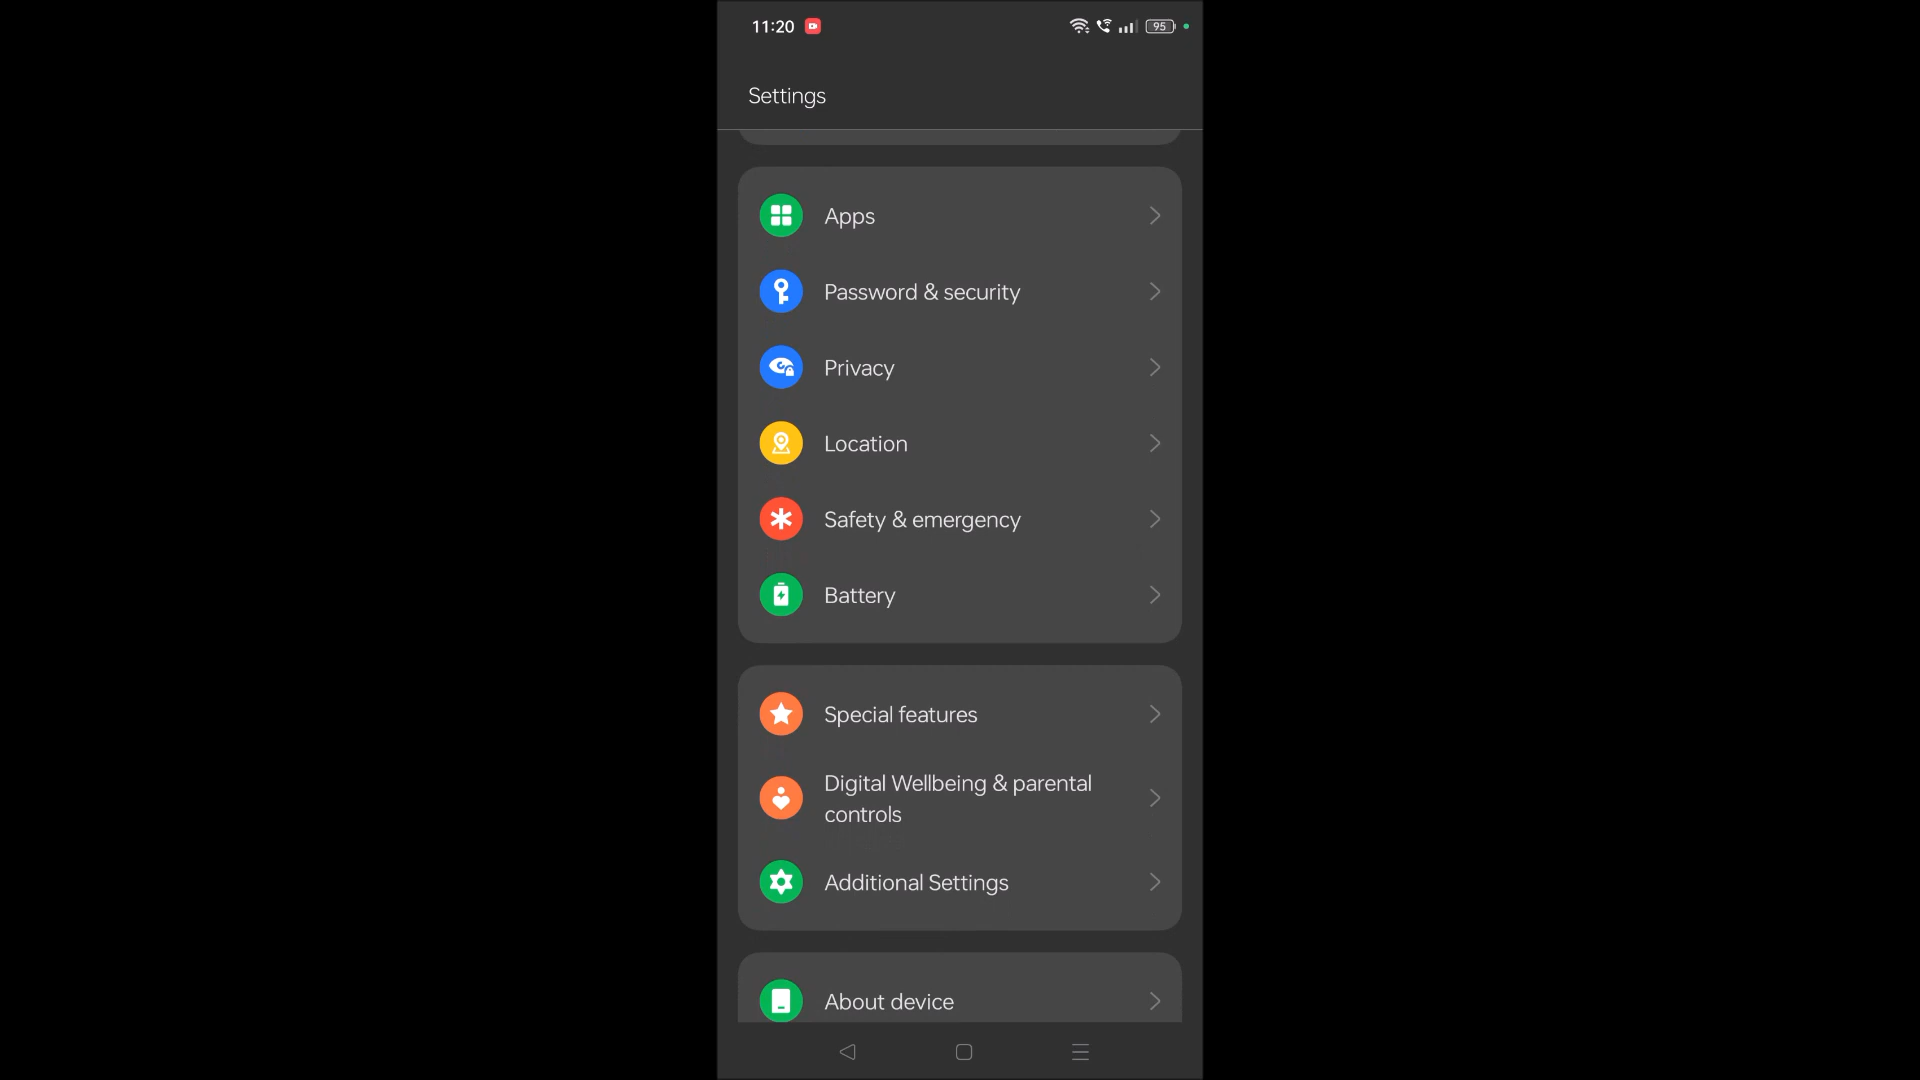 11:20
95
Settings
Apps
Password & security
Privacy
Location
Safety & emergency
Battery
Special features
Digital Wellbeing & parental
controls
Additional Settings
About device